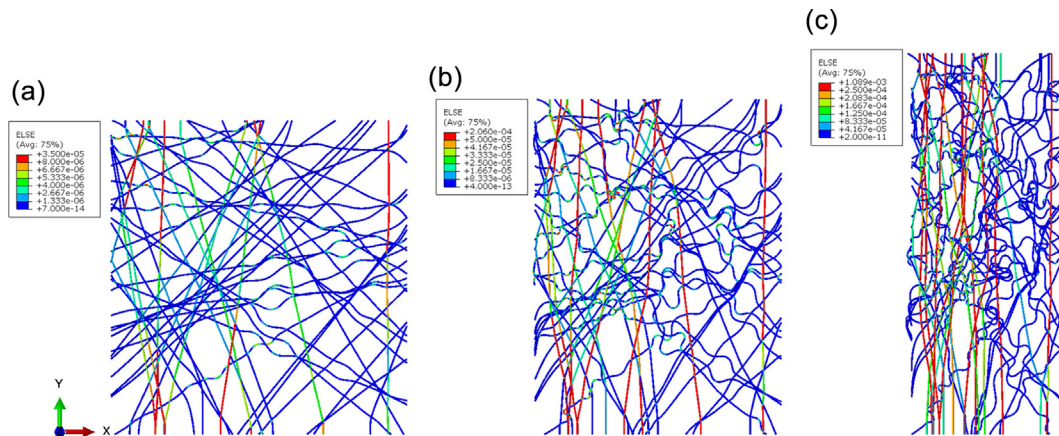 (a)
ELSE
(Avg: 75%)
+3.500e-05
+8.000e-06
+6.667e-06
+5.333e-06
+4.000e-06
+2.667e-06
+1.333e-06
+7.000e-14
Y
X
(b)
ELSE
(Avg: 75%)
+2.060e-04
+5.000e-05
+4.167e-05
+3.333e-05
+2.500e-05
+1.667e-05
+8.333e-06
+4.000e-13
(c)
ELSE
(Avg: 75%)
+1.089e-03
+2.500e-04
+2.083e-04
+1.667e-04
+1.250e-04
+8.333e-05
+4.167e-05
+2.000e-11